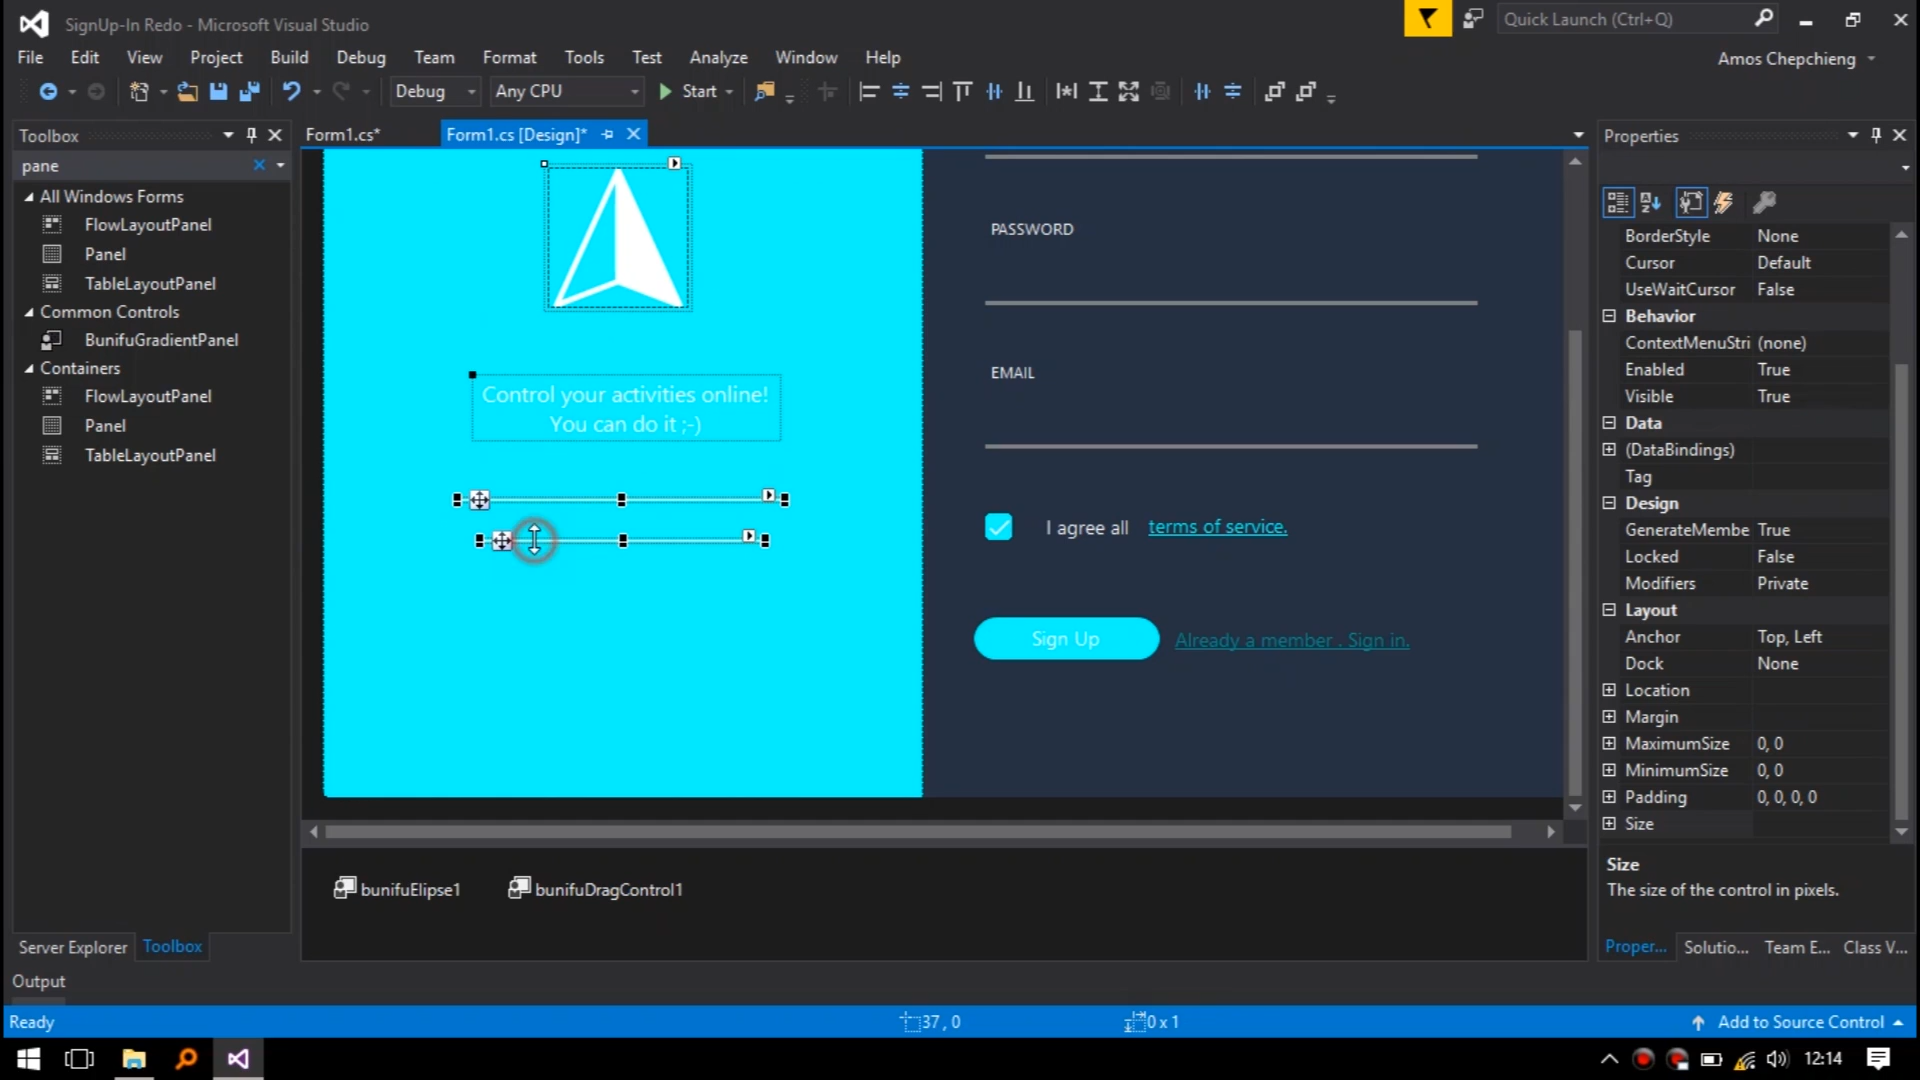 SignUp-In Redo - Microsoft Visual Studio
Quick Launch (Ctrl+Q)
File Edit View Project Build Debug Team Format Tools Test Analyze Window Help
Amos Chepchieng
Debug Any CPU Start
Toolbox
Form1.cs*
Form1.cs [Design]*
Properties
pane
All Windows Forms
FlowLayoutPanel
Panel
TableLayoutPanel
Common Controls
BunifuGradientPanel
Containers
FlowLayoutPanel
Panel
TableLayoutPanel
Control your activities online!
You can do it ;-)
PASSWORD
EMAIL
I agree all terms of service.
Sign Up
Already a member . Sign in.
BorderStyle None
Cursor Default
UseWaitCursor False
Behavior
ContextMenuStri (none)
Enabled True
Visible True
Data
(DataBindings)
Tag
Design
GenerateMembe True
Locked False
Modifiers Private
Layout
Anchor Top, Left
Dock None
Location
Margin
MaximumSize 0, 0
MinimumSize 0, 0
Padding 0, 0, 0, 0
Size
Size
The size of the control in pixels.
bunifuElipse1
bunifuDragControl1
Server Explorer Toolbox
Proper... Solutio... Team E... Class V...
Output
Ready
37 , 0
0 x 1
Add to Source Control
12:14